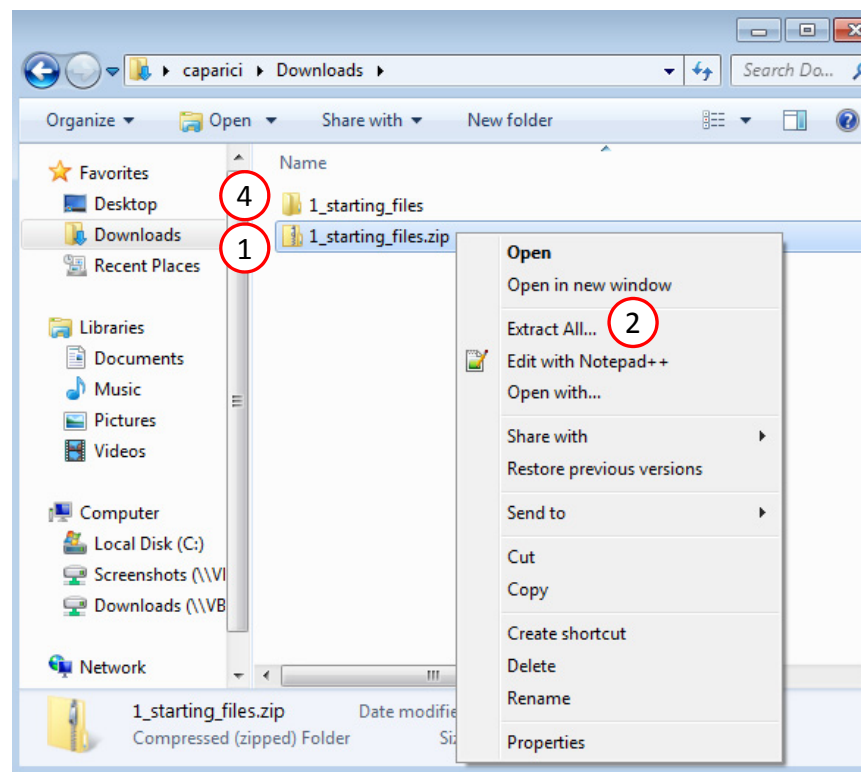 caparici Downloads Search Do...
Organize Open Share with New folder
Favorites
Desktop
Downloads
Recent Places
Libraries
Documents
Music
Pictures
Videos
Computer
Local Disk (C:)
Screenshots (\\VI
Downloads (\\VB
Network
Name
4 1_starting_files
1 1_starting_files.zip
Open
Open in new window
Extract All... 2
Edit with Notepad++
Open with...
Share with
Restore previous versions
Send to
Cut
Copy
Create shortcut
Delete
Rename
Properties
1_starting_files.zip Date modifie
Compressed (zipped) Folder Siz